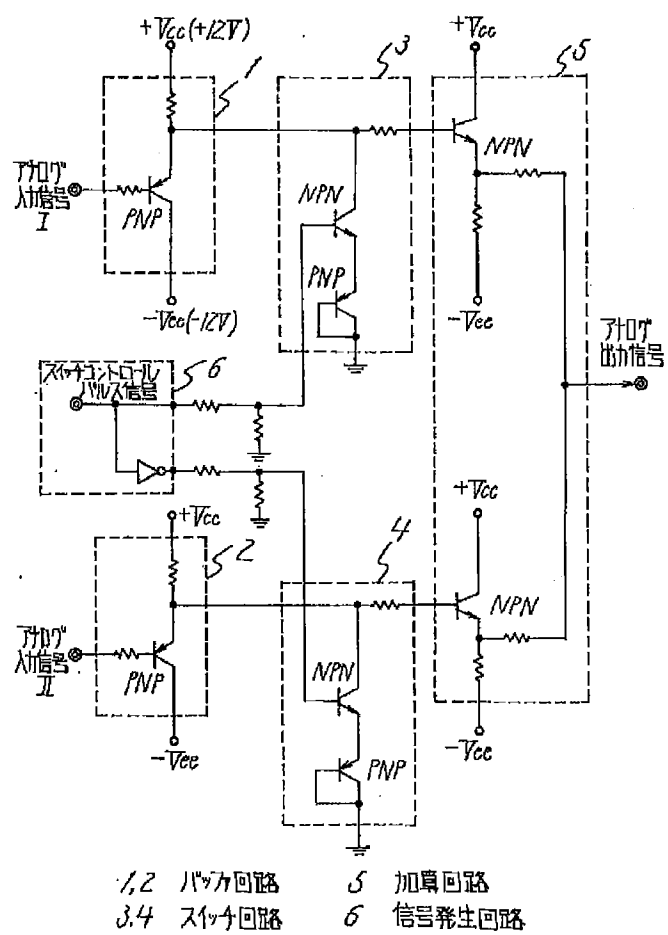 +Vcc(+12V)
+Vcc
1
3
5
アナログ
入力信号
I
PNP
NPN
PNP
NPN
-Vee(-12V)
-Vee
アナログ
出力信号
スイッチコントロール
パルス信号
6
+Vcc
+Vcc
2
4
アナログ
入力信号
II
PNP
NPN
PNP
NPN
-Vee
-Vee
1,2 バッファ回路
5 加算回路
3.4 スイッチ回路
6 信号発生回路